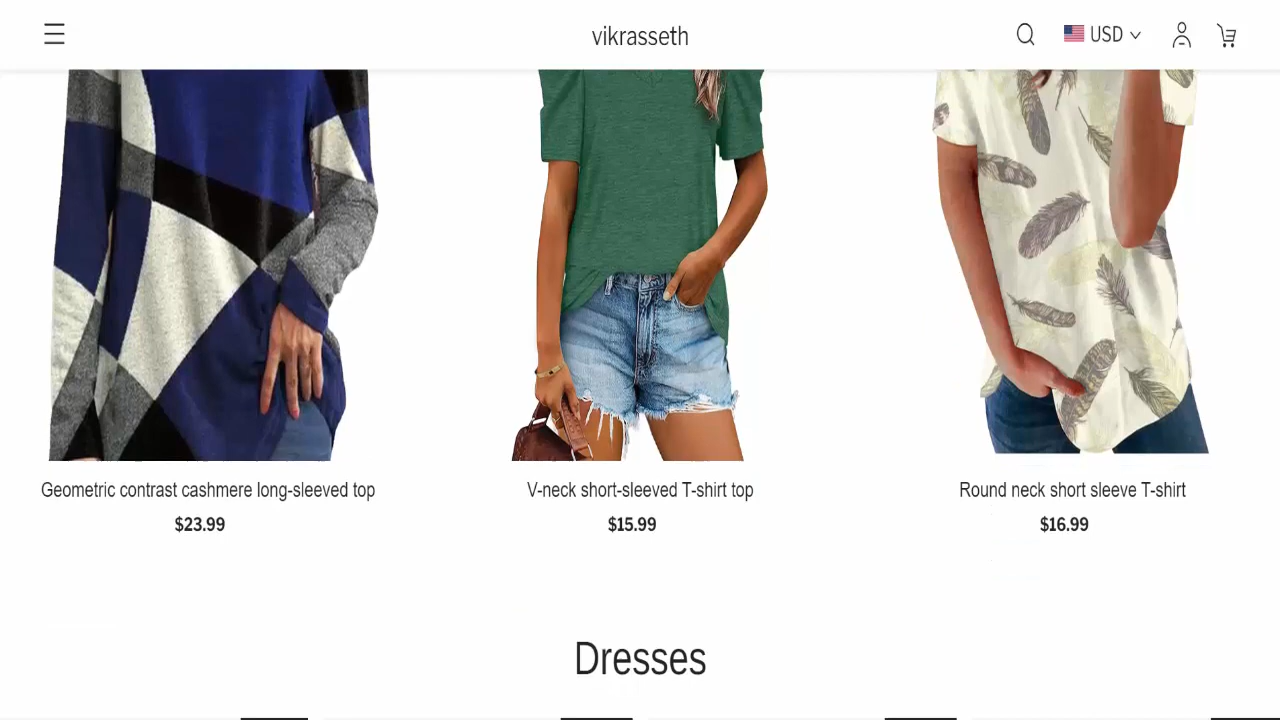 vikrasseth
USD
Geometric contrast cashmere long-sleeved top
$23.99
V-neck short-sleeved T-shirt top
$15.99
Round neck short sleeve T-shirt
$16.99
Dresses